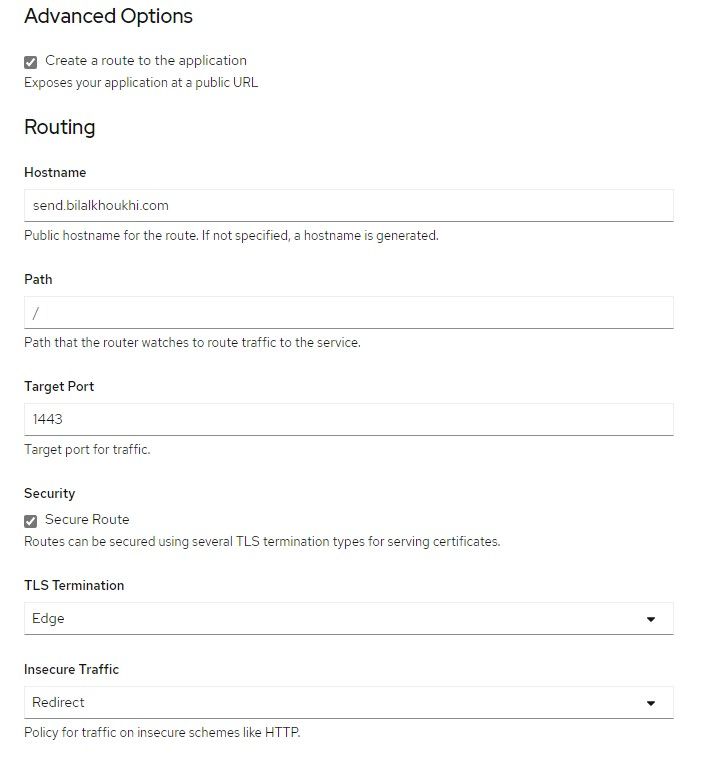 Advanced Options
Create a route to the application
Exposes your application at a public URL
Routing
Hostname
send.bilalkhoukhi.com
Public hostname for the route. If not specified, a hostname is generated.
Path
/
Path that the router watches to route traffic to the service.
Target Port
1443
Target port for traffic.
Security
Secure Route
Routes can be secured using several TLS termination types for serving certificates.
TLS Termination
Edge
Insecure Traffic
Redirect
Policy for traffic on insecure schemes like HTTP.